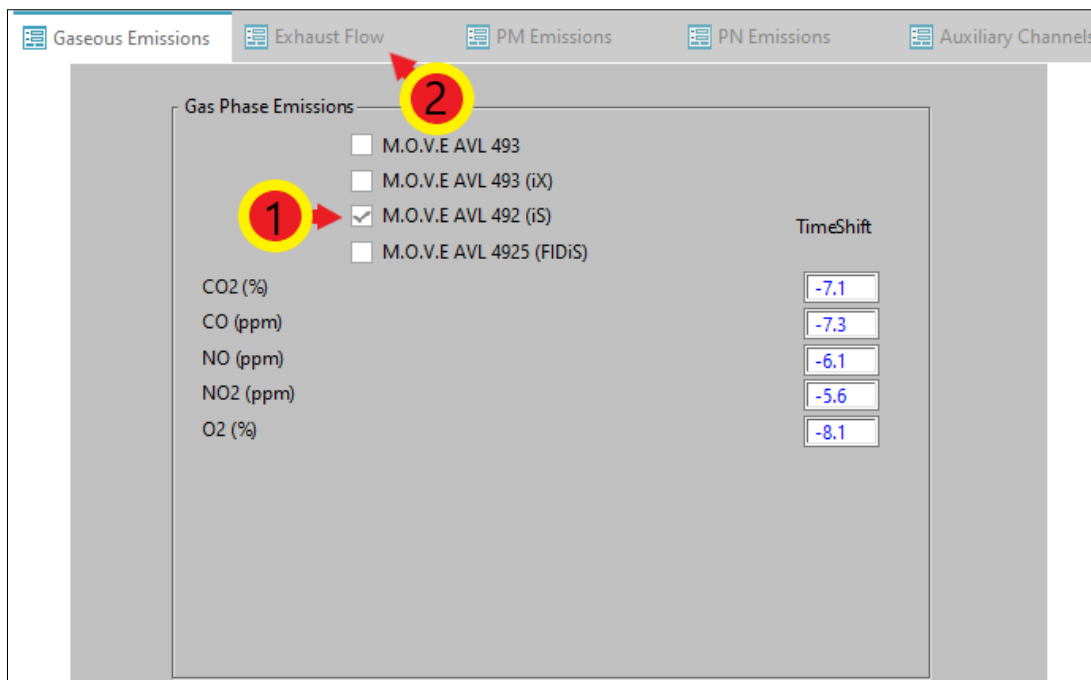 Gaseous Emissions
Exhaust Flow
PM Emissions
PN Emissions
Auxiliary Channels
2
Gas Phase Emissions
M.O.V.E AVL 493
M.O.V.E AVL 493 (iX)
1
M.O.V.E AVL 492 (iS)
TimeShift
M.O.V.E AVL 4925 (FIDiS)
CO2 (%) -7.1
CO (ppm) -7.3
NO (ppm) -6.1
NO2 (ppm) -5.6
O2 (%) -8.1